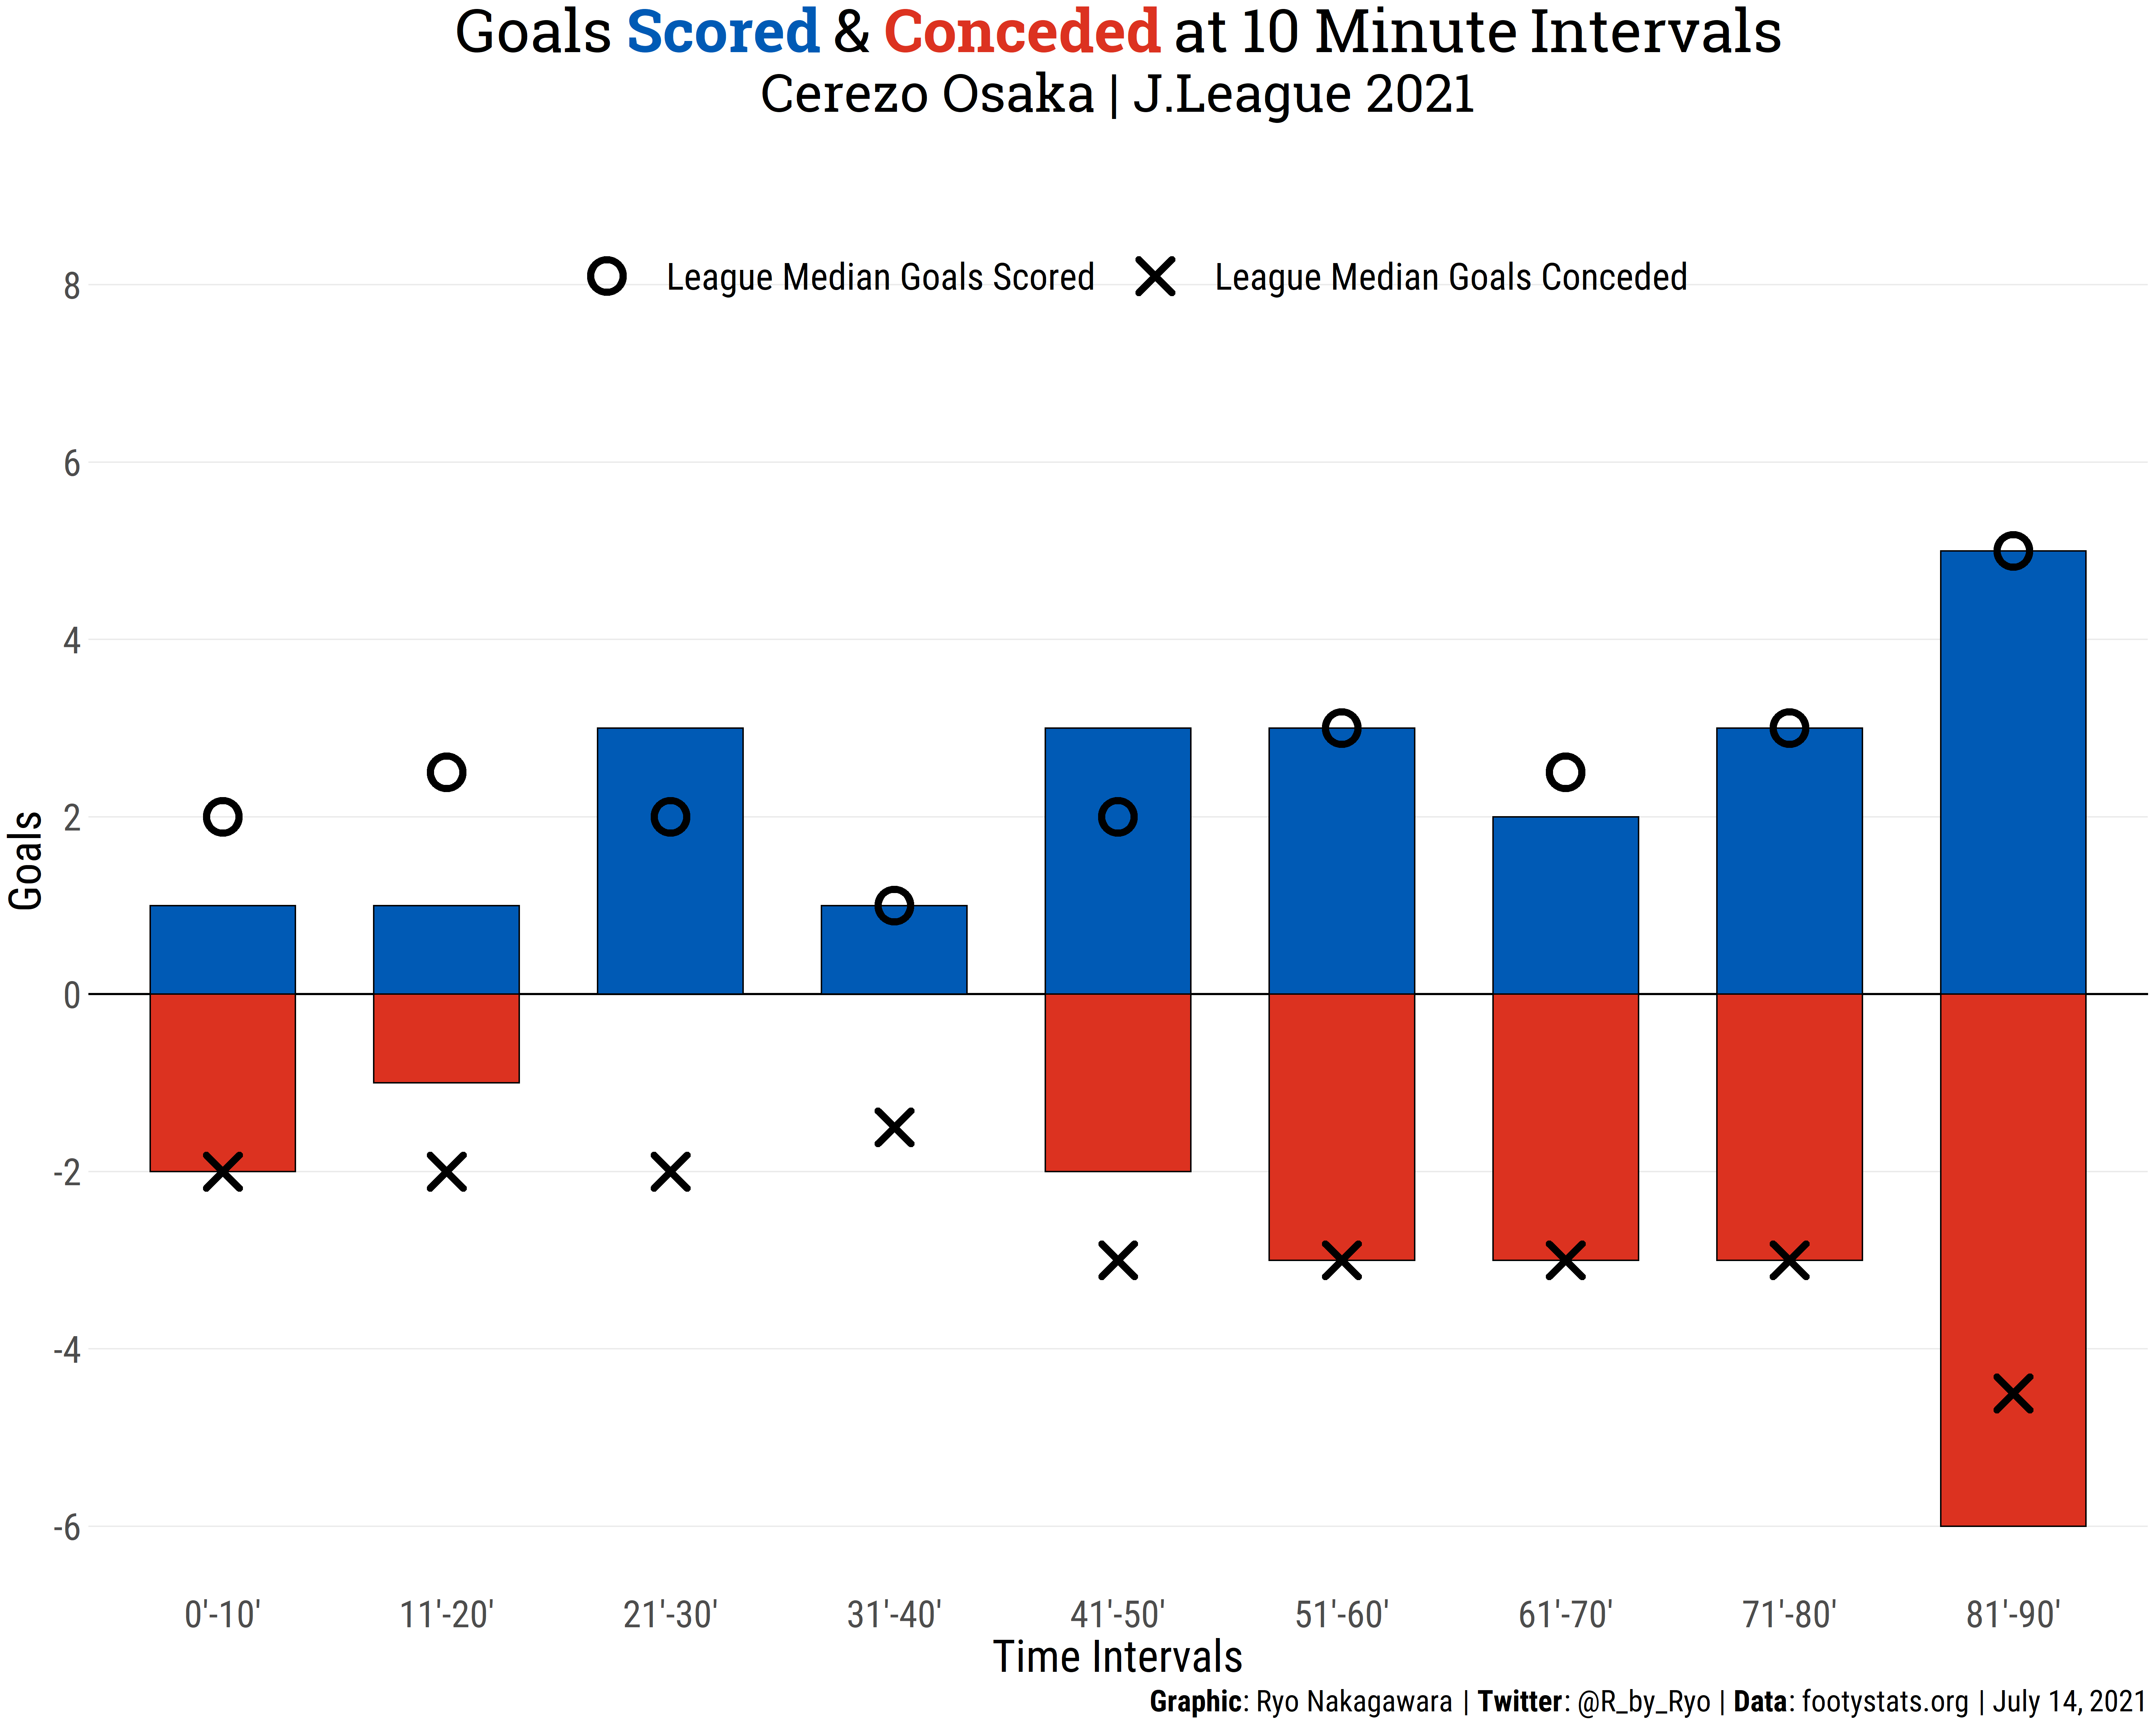 Goals Scored & Conceded at 10 Minute Intervals
Cerezo Osaka | J.League 2021
League Median Goals Scored
League Median Goals Conceded
8
6
4
2
0
-2
-4
-6
Goals
0'-10'
11'-20'
21'-30'
31'-40'
41'-50'
51'-60'
61'-70'
71'-80'
81'-90'
Time Intervals
Graphic: Ryo Nakagawara | Twitter: @R_by_Ryo | Data: footystats.org | July 14, 2021